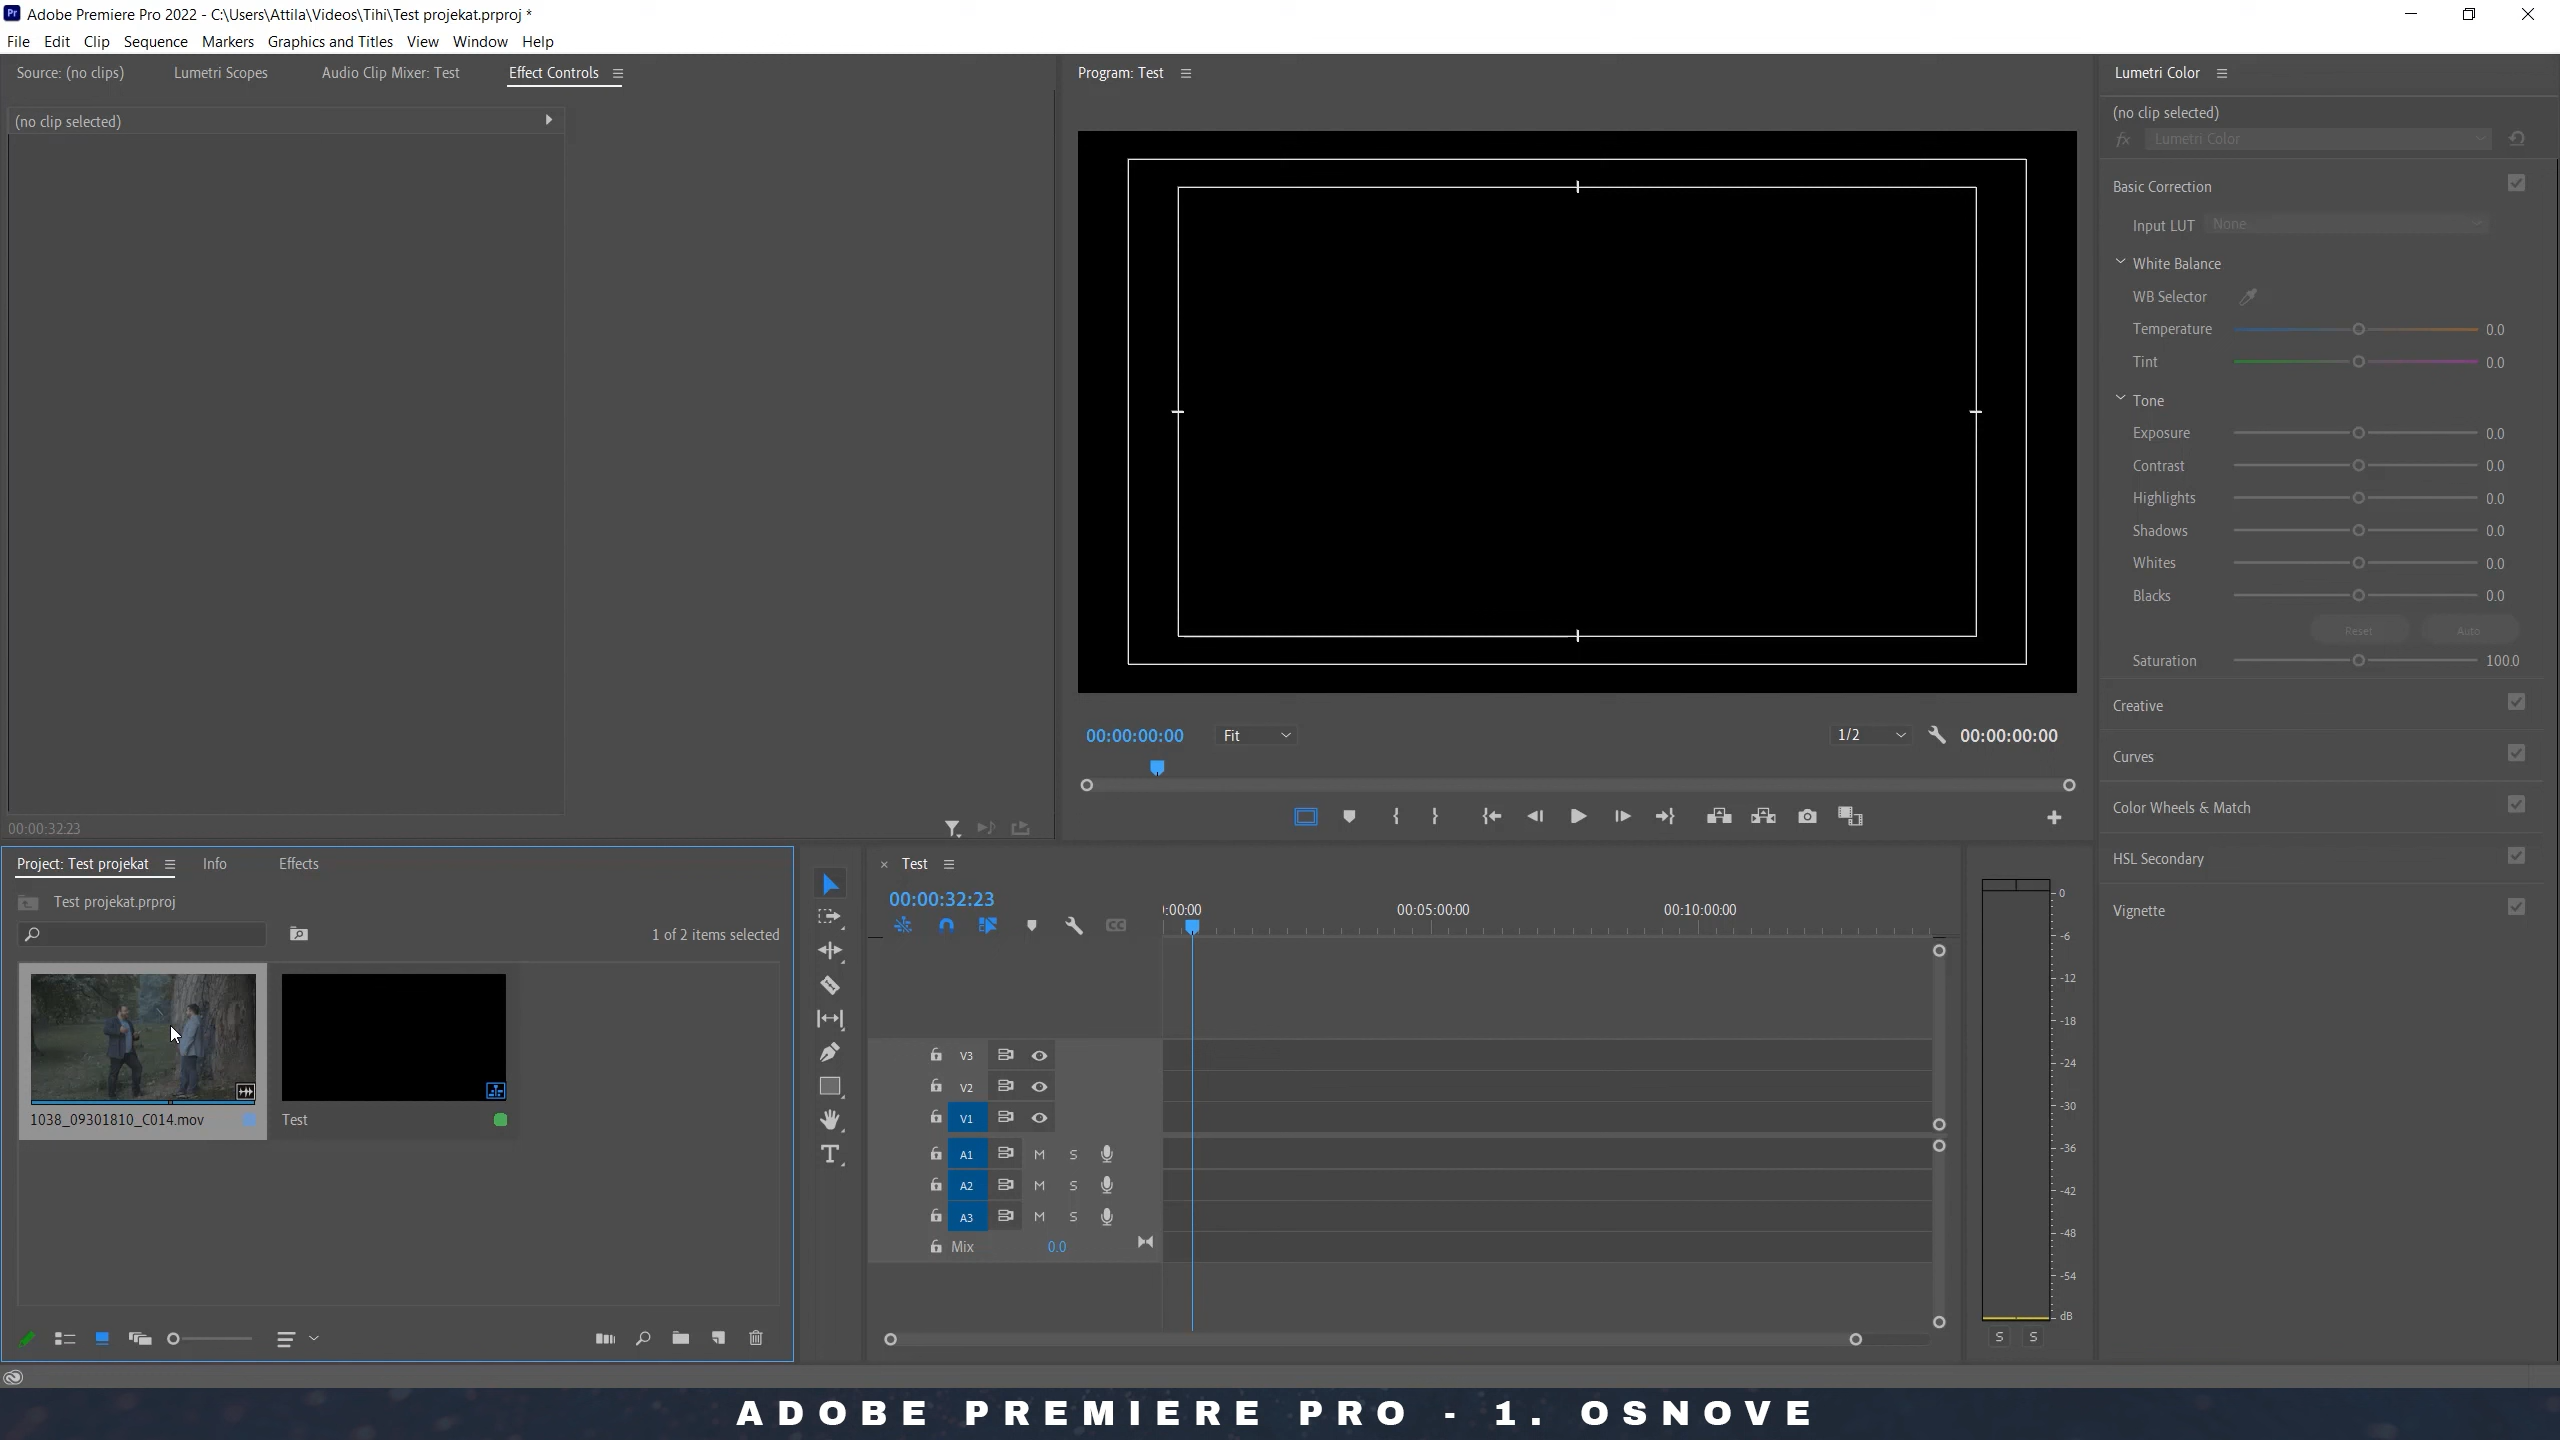 Adobe Premiere Pro 2022 - C:\Users\Attila\Videos\Tihi\Test projekat.prproj *
File Edit Clip Sequence Markers Graphics and Titles View Window Help
Source: (no clips) Lumetri Scopes Audio Clip Mixer: Test Effect Controls
(no clip selected)
00:00:32:23
Program: Test
00:00:00:00 Fit 1/2 00:00:00:00
Lumetri Color
(no clip selected)
fx Lumetri Color
Basic Correction
Input LUT None
White Balance
WB Selector
Temperature 0.0
Tint 0.0
Tone
Exposure 0.0
Contrast 0.0
Highlights 0.0
Shadows 0.0
Whites 0.0
Blacks 0.0
Reset Auto
Saturation 100.0
Creative
Curves
Color Wheels & Match
HSL Secondary
Vignette
Project: Test projekat Info Effects
Test projekat.prproj
1 of 2 items selected
1038_09301810_C014.mov Test
Test
00:00:32:23
:00:00 00:05:00:00 00:10:00:00
V3
V2
V1
A1 M S
A2 M S
A3 M S
Mix 0.0
0
-6
-12
-18
-24
-30
-36
-42
-48
-54
dB
S S
ADOBE PREMIERE PRO - 1. OSNOVE